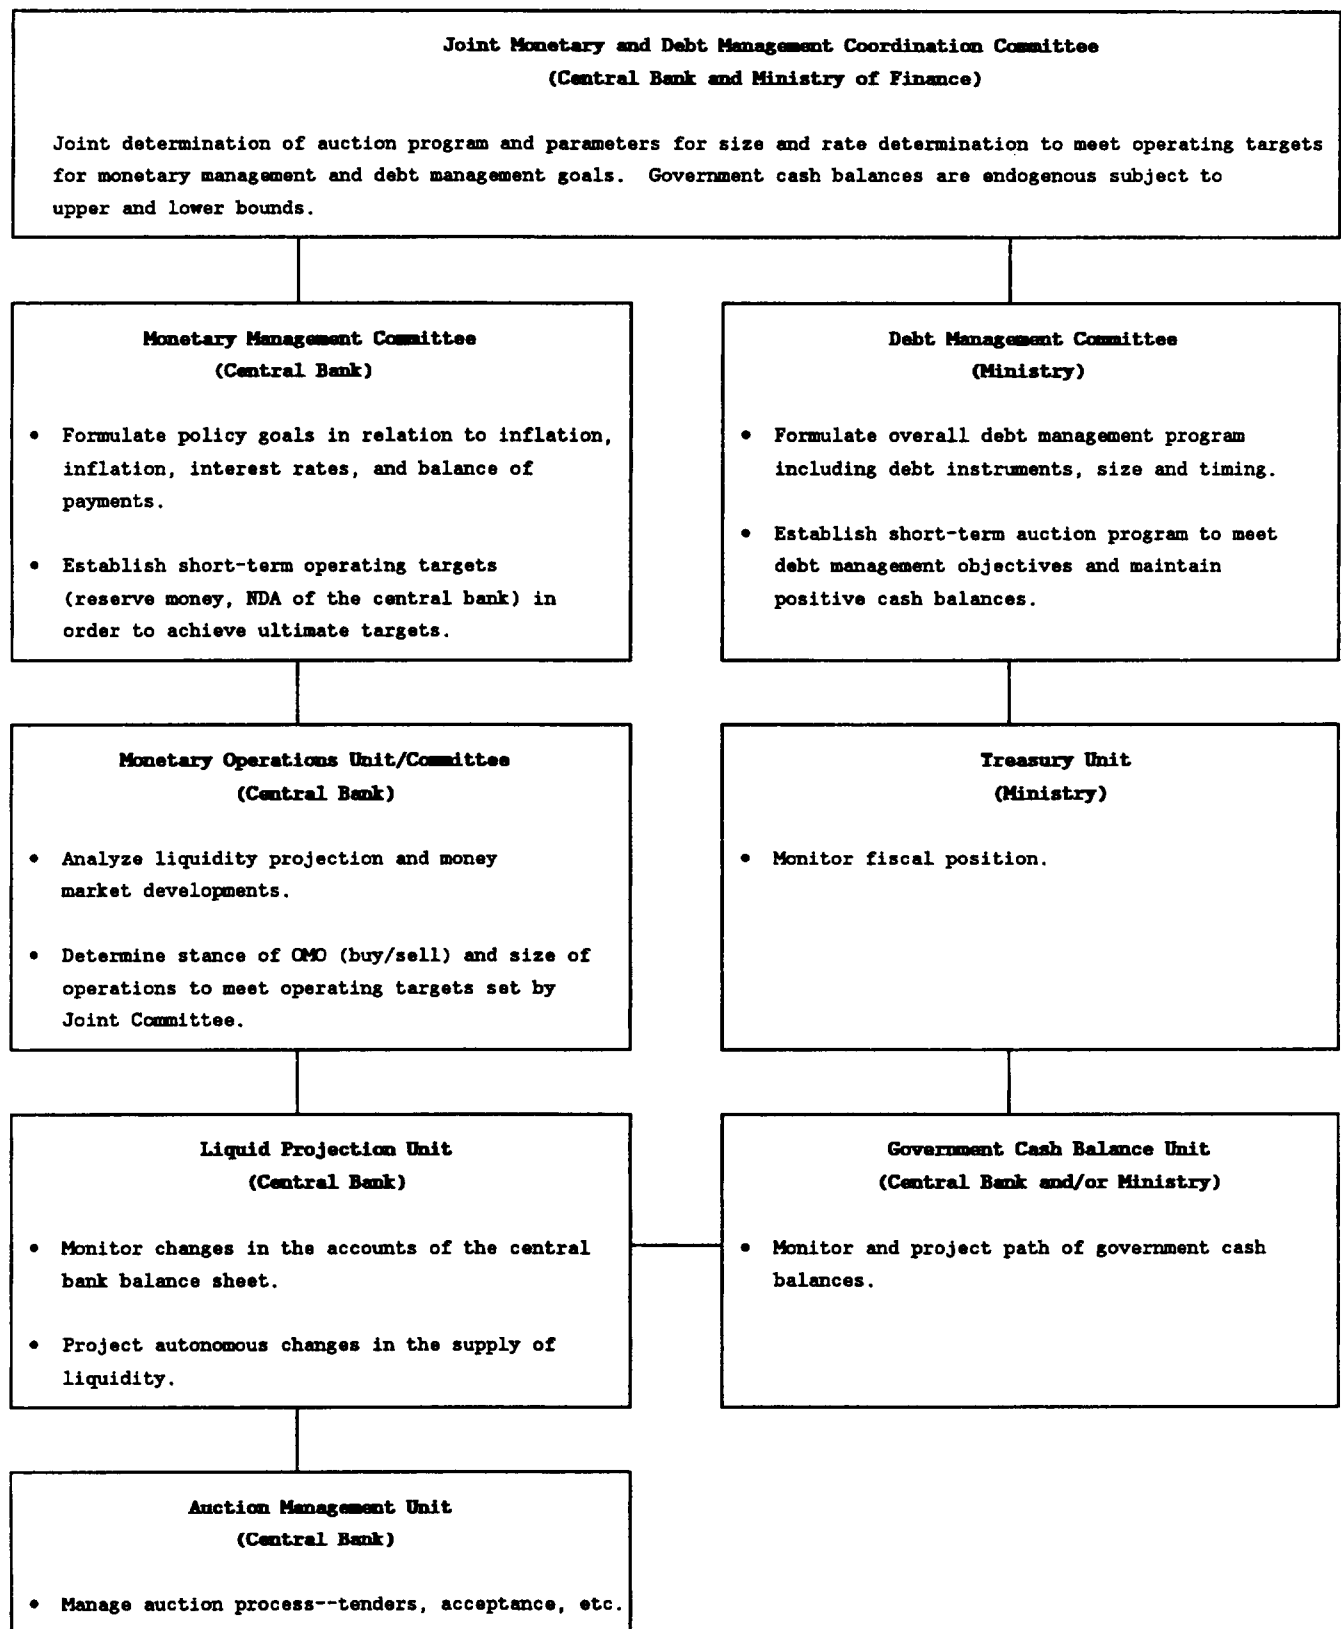 Joint Monetary and Debt Management Coordination Committee
(Central Bank and Ministry of Finance)
Joint determination of auction program and parameters for size and rate determination to meet operating targets
for monetary management and debt management goals. Government cash balances are endogenous subject to
upper and lower bounds.
Monetary Management Committee
(Central Bank)
• Formulate policy goals in relation to inflation,
inflation, interest rates, and balance of
payments.
• Establish short-term operating targets
(reserve money, NDA of the central bank) in
order to achieve ultimate targets.
Debt Management Committee
(Ministry)
• Formulate overall debt management program
including debt instruments, size and timing.
• Establish short-term auction program to meet
debt management objectives and maintain
positive cash balances.
Monetary Operations Unit/Committee
(Central Bank)
• Analyze liquidity projection and money
market developments.
• Determine stance of OMO (buy/sell) and size of
operations to meet operating targets set by
Joint Committee.
Treasury Unit
(Ministry)
• Monitor fiscal position.
Liquid Projection Unit
(Central Bank)
• Monitor changes in the accounts of the central
bank balance sheet.
• Project autonomous changes in the supply of
liquidity.
Government Cash Balance Unit
(Central Bank and/or Ministry)
• Monitor and project path of government cash
balances.
Auction Management Unit
(Central Bank)
• Manage auction process--tenders, acceptance, etc.